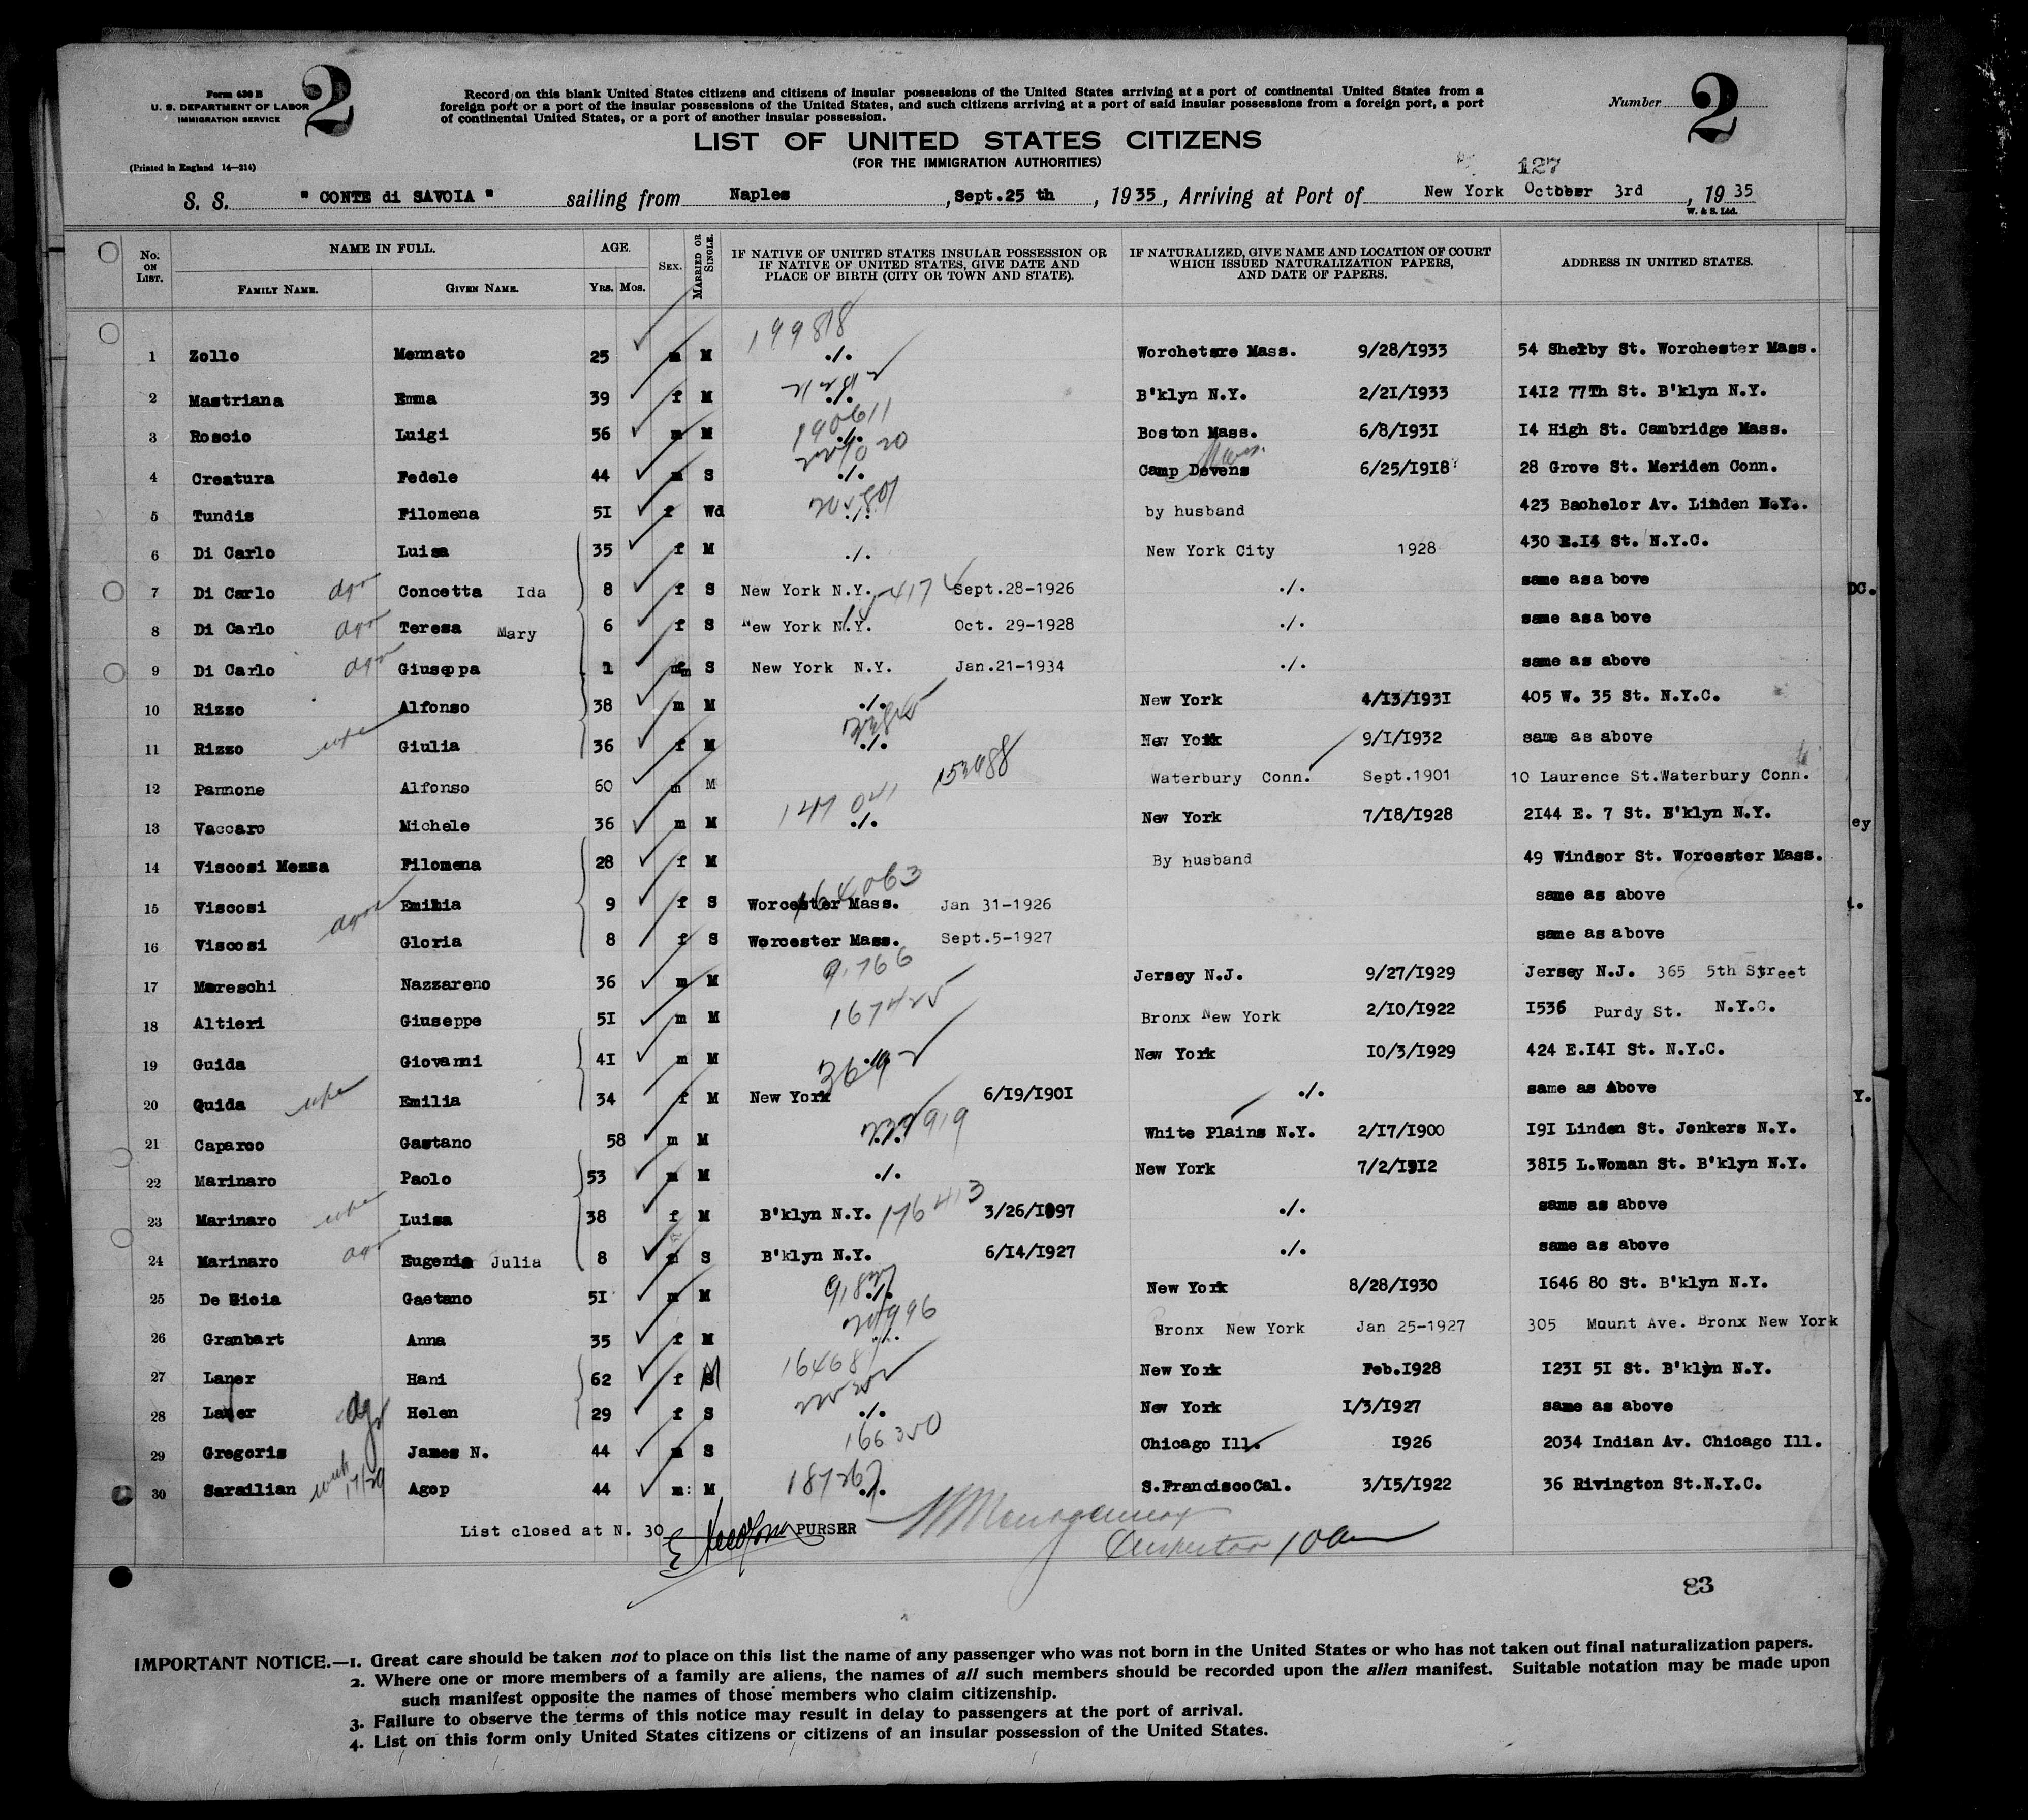 Form 630 B
U. S. DEPARTMENT OF LABOR
IMMIGRATION SERVICE
2
Record on this blank United States citizens and citizens of insular possessions of the United States arriving at a port of continental United States from a
foreign port or a port of the insular possessions of the United States, and such citizens arriving at a port of said insular possessions from a foreign port, a port
of continental United States, or a port of another insular possession.
Number 2
LIST OF UNITED STATES CITIZENS
(FOR THE IMMIGRATION AUTHORITIES)
(Printed in England 14—214)
127
S. S. " CONTE di SAVOIA " sailing from Naples , Sept.25 th , 1935, Arriving at Port of New York October 3rd , 1935
W. & S. Ltd.
No. ON LIST. NAME IN FULL. FAMILY NAME. GIVEN NAME. AGE. YRS. MOS. SEX. MARRIED OR SINGLE. IF NATIVE OF UNITED STATES INSULAR POSSESSION OR IF NATIVE OF UNITED STATES, GIVE DATE AND PLACE OF BIRTH (CITY OR TOWN AND STATE). IF NATURALIZED, GIVE NAME AND LOCATION OF COURT WHICH ISSUED NATURALIZATION PAPERS, AND DATE OF PAPERS. ADDRESS IN UNITED STATES.
1 Zollo Mennato 25 m M 199818 ./. Worchetsre Mass. 9/28/1933 54 Shelby St. Worchester Mass.
2 Mastriana Emma 39 f M ./. B'klyn N.Y. 2/21/1933 1412 77Th St. B'klyn N.Y.
3 Roscio Luigi 56 m M 190611 ./. Boston Mass. 6/8/1931 14 High St. Cambridge Mass.
4 Creatura Fedele 44 m S ./. Camp Devens Mass. 6/25/1918 28 Grove St. Meriden Conn.
5 Tundis Filomena 51 f Wd ./. by husband 423 Bachelor Av. Linden N.Y.
6 Di Carlo Luisa 35 f M ./. New York City 1928 430 E.14 St. N.Y.C.
7 Di Carlo Concetta Ida 8 f S New York N.Y. Sept.28-1926 ./. same asa bove
8 Di Carlo Teresa Mary 6 f S New York N.Y. Oct. 29-1928 ./. same asa bove
9 Di Carlo Giuseppa 1 m S New York N.Y. Jan.21-1934 ./. same as above
10 Rizzo Alfonso 38 m M ./. New York 4/13/1931 405 W. 35 St. N.Y.C.
11 Rizzo wife Giulia 36 f M ./. New York 9/1/1932 same as above
12 Pannone Alfonso 60 m M 153988 Waterbury Conn. Sept.1901 10 Laurence St.Waterbury Conn.
13 Vaccaro Michele 36 m M 147041 ./. New York 7/18/1928 2144 E. 7 St. B'klyn N.Y.
14 Viscosi Mezza Filomena 28 f M By husband 49 Windsor St. Worcester Mass.
15 Viscosi Emilia 9 f S 164063 Worcester Mass. Jan 31-1926 same as above
16 Viscosi Gloria 8 f S Worcester Mass. Sept.5-1927 same as above
17 Mareschi Nazzareno 36 m M Jersey N.J. 9/27/1929 Jersey N.J. 365 5th Street
18 Altieri Giuseppe 51 m M 167425 Bronx New York 2/10/1922 1536 Purdy St. N.Y.C.
19 Guida Giovanni 41 m M New York 10/3/1929 424 E.141 St. N.Y.C.
20 Guida wife Emilia 34 f M New York 6/19/1901 ./. same as Above
21 Caparco Gaetano 58 m M White Plains N.Y. 2/17/1900 191 Linden St. Jonkers N.Y.
22 Marinaro Paolo 53 m M ./. New York 7/2/1912 3815 L.Woman St. B'klyn N.Y.
23 Marinaro wife Luisa 38 f M B'klyn N.Y. 176413 3/26/1897 ./. same as above
24 Marinaro Eugenia Julia 8 S B'klyn N.Y. 6/14/1927 ./. same as above
25 De Sicia Gaetano 51 m M ./. New York 8/28/1930 1646 80 St. B'klyn N.Y.
26 Granbart Anna 35 f M ./. Bronx New York Jan 25-1927 305 Mount Ave. Bronx New York
27 Laner Hani 62 f M 16468 New York Feb.1928 1231 51 St. B'klyn N.Y.
28 Laner Helen 29 f S ./. New York 1/3/1927 same as above
29 Gregoris James N. 44 m S 166350 Chicago Ill. 1926 2034 Indian Av. Chicago Ill.
30 Sarailian Agop 44 m: M 187267 ./. S.FranciscoCal. 3/15/1922 36 Rivington St.N.Y.C.
List closed at N. 30 PURSER
83
IMPORTANT NOTICE.—1. Great care should be taken not to place on this list the name of any passenger who was not born in the United States or who has not taken out final naturalization papers.
2. Where one or more members of a family are aliens, the names of all such members should be recorded upon the alien manifest. Suitable notation may be made upon
such manifest opposite the names of those members who claim citizenship.
3. Failure to observe the terms of this notice may result in delay to passengers at the port of arrival.
4. List on this form only United States citizens or citizens of an insular possession of the United States.